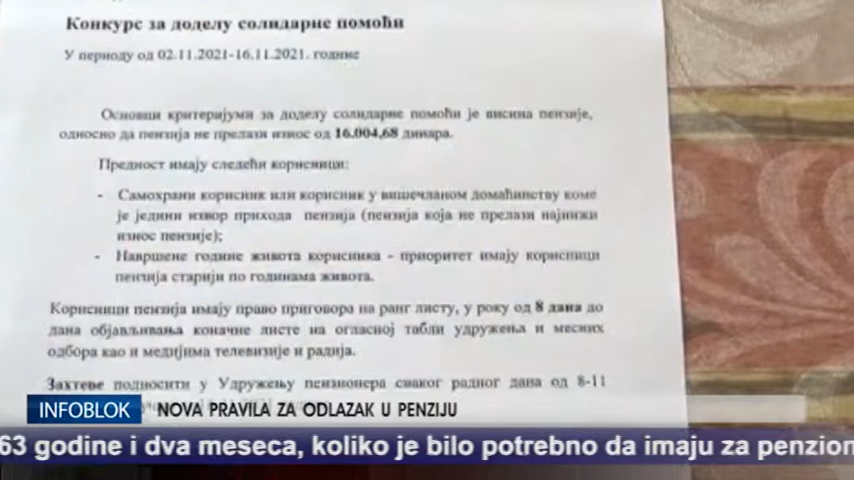 Конкурс за доделу солидарне помоћи
У периоду од 02.11.2021-16.11.2021. године
Основни критеријуми за доделу солидарне помоћи је висина пензије,
односно да пензија не прелази износ од 16.004,68 динара.
Предност имају следећи корисници:
- Самохрани корисник или корисник у вишечланом домаћинству коме
је једини извор прихода пензија (пензија која не прелази најнижи
износ пензије);
- Навршене године живота корисника - приоритет имају корисници
пензија старији по годинама живота.
Корисници пензија имају право приговора на ранг листу, у року од 8 дана до
дана објављивања коначне листе на огласној табли удружења и месних
одбора као и медијима телевизије и радија.
Захтеве подносити у Удружењу пензионера сваког радног дана од 8-11
INFOBLOK NOVA PRAVILA ZA ODLAZAK U PENZIJU
63 godine i dva meseca, koliko je bilo potrebno da imaju za penzion